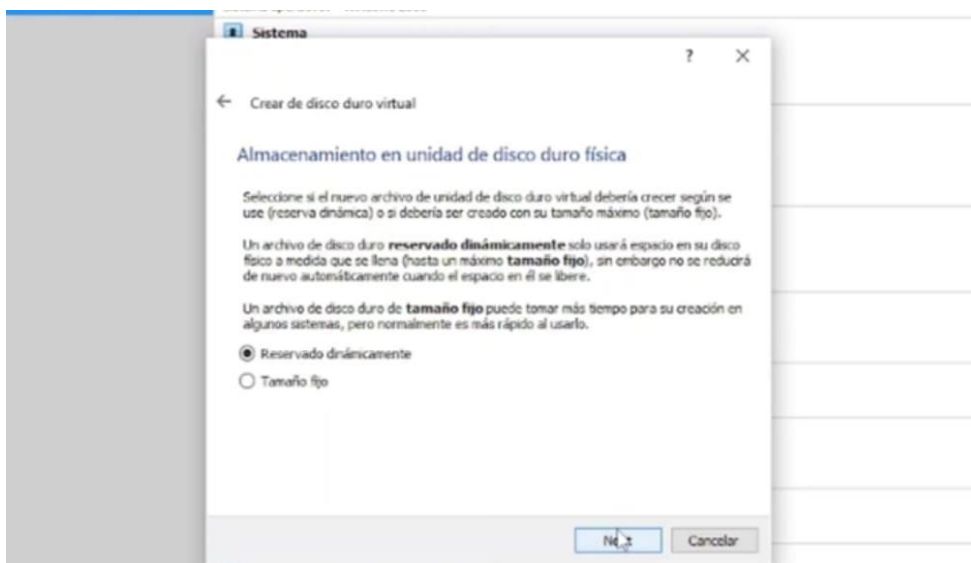 Sistema
?
Crear de disco duro virtual
Almacenamiento en unidad de disco duro física
Seleccione si el nuevo archivo de unidad de disco duro virtual debería crecer según se
use (reserva dinámica) o si debería ser creado con su tamaño máximo (tamaño fijo).
Un archivo de disco duro reservado dinámicamente solo usará espacio en su disco
físico a medida que se llena (hasta un máximo tamaño fijo), sin embargo no se reducirá
de nuevo automáticamente cuando el espacio en él se libere.
Un archivo de disco duro de tamaño fijo puede tomar más tiempo para su creación en
algunos sistemas, pero normalmente es más rápido al usarlo.
Reservado dinámicamente
Tamaño fijo
Next Cancelar